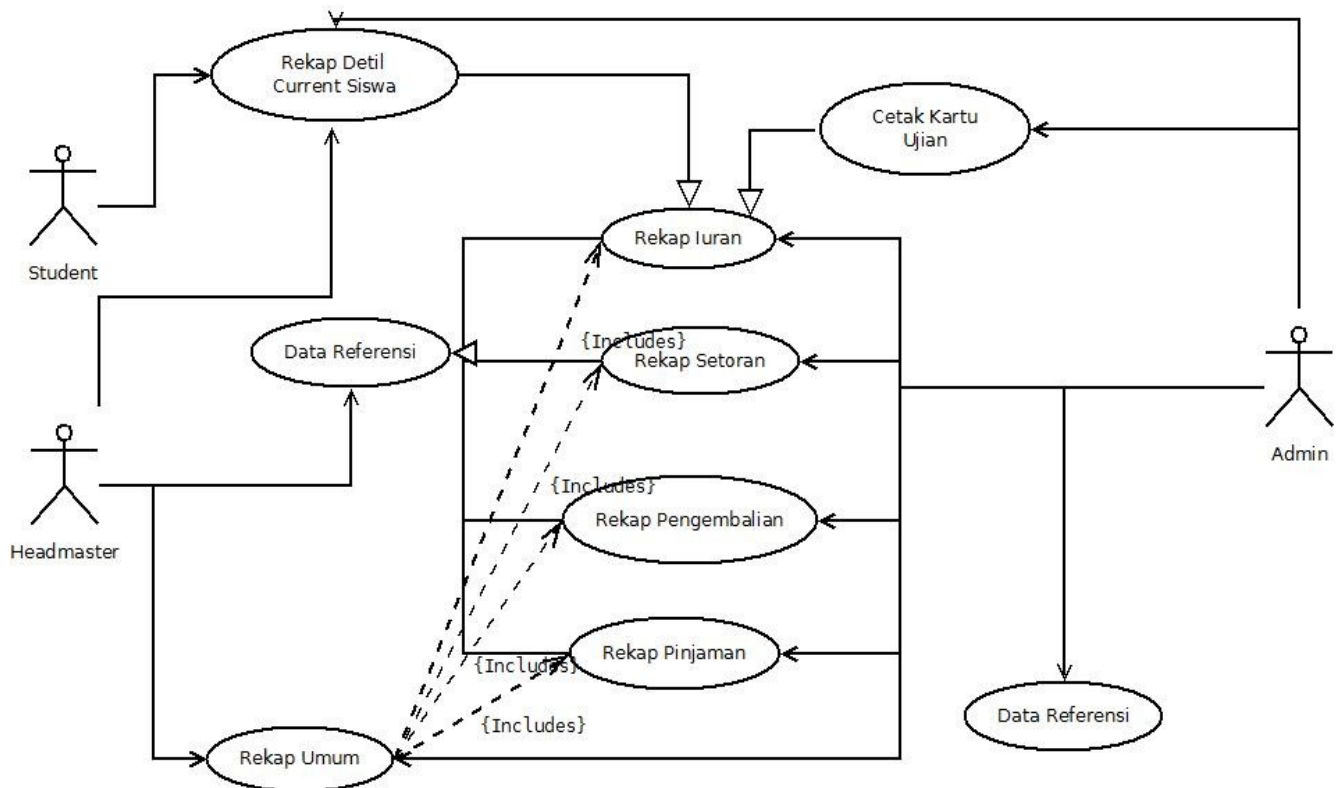 Rekap Detil
Current Siswa
Cetak Kartu
Ujian
Student
Rekap Iuran
Data Referensi
{Includes}
Rekap Setoran
Admin
Headmaster
{Includes}
Rekap Pengembalian
Rekap Pinjaman
{Includes}
{Includes}
Data Referensi
Rekap Umum